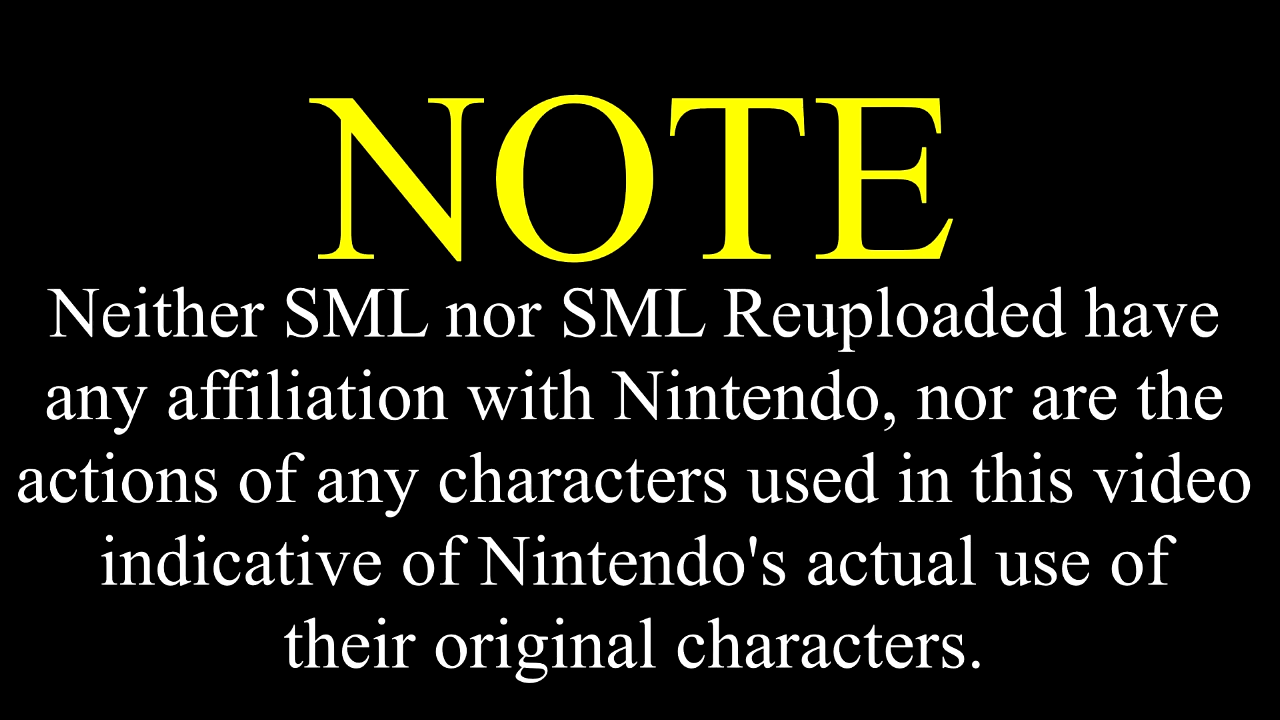 NOTE
Neither SML nor SML Reuploaded have
any affiliation with Nintendo, nor are the
actions of any characters used in this video
indicative of Nintendo's actual use of
their original characters.